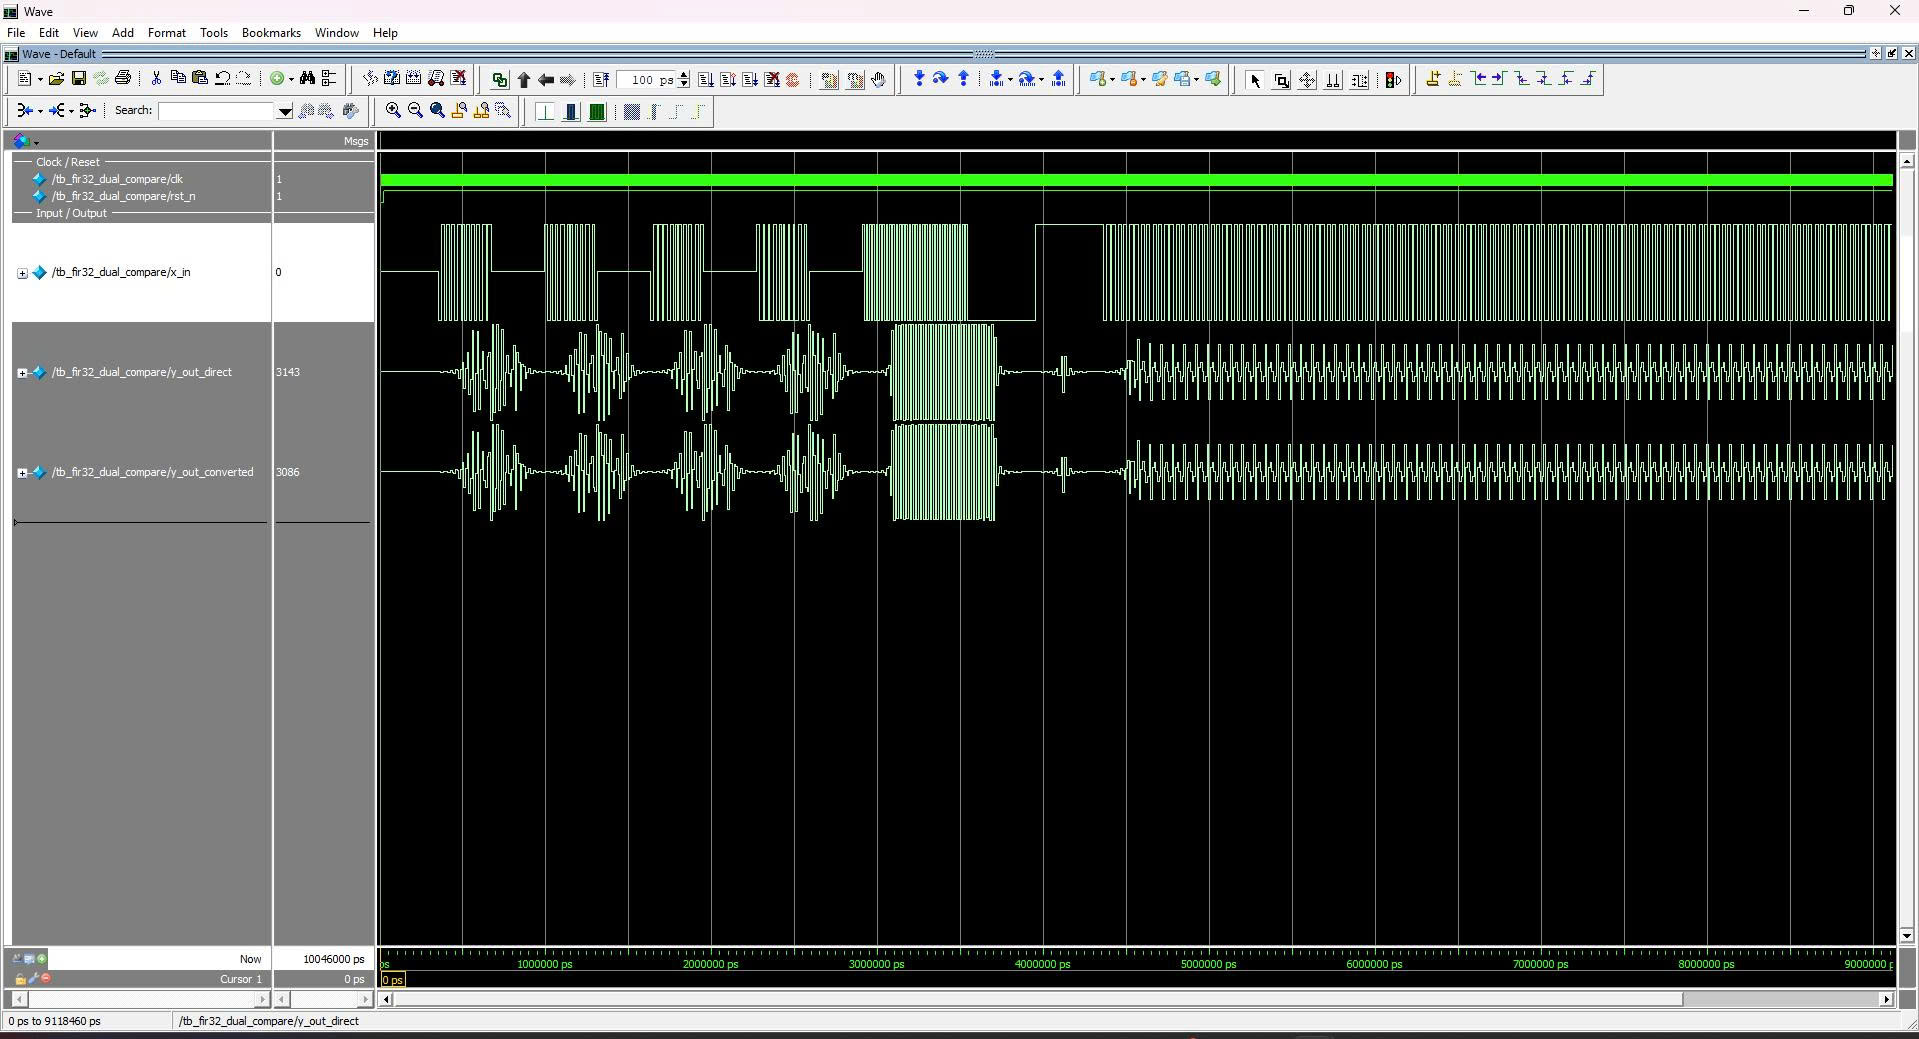 Wave
File Edit View Add Format Tools Bookmarks Window Help
Wave - Default
100 ps
Search:
Msgs
Clock / Reset
/tb_fir32_dual_compare/clk 1
/tb_fir32_dual_compare/rst_n 1
Input / Output
/tb_fir32_dual_compare/x_in 0
/tb_fir32_dual_compare/y_out_direct 3143
/tb_fir32_dual_compare/y_out_converted 3086
Now 10046000 ps
ps 1000000 ps 2000000 ps 3000000 ps 4000000 ps 5000000 ps 6000000 ps 7000000 ps 8000000 ps 9000000 p
Cursor 1 0 ps 0 ps
0 ps to 9118460 ps /tb_fir32_dual_compare/y_out_direct